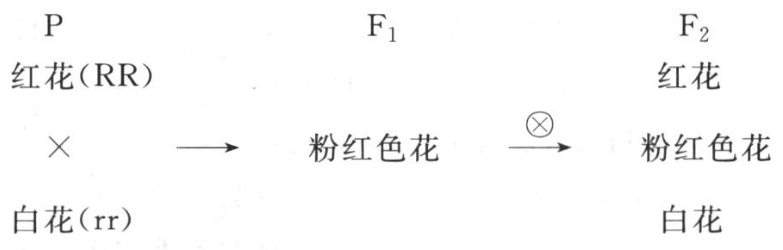 P F₁ F₂
红花(RR) 红花
× ⟶ 粉红色花 ⊗⟶ 粉红色花
白花(rr) 白花